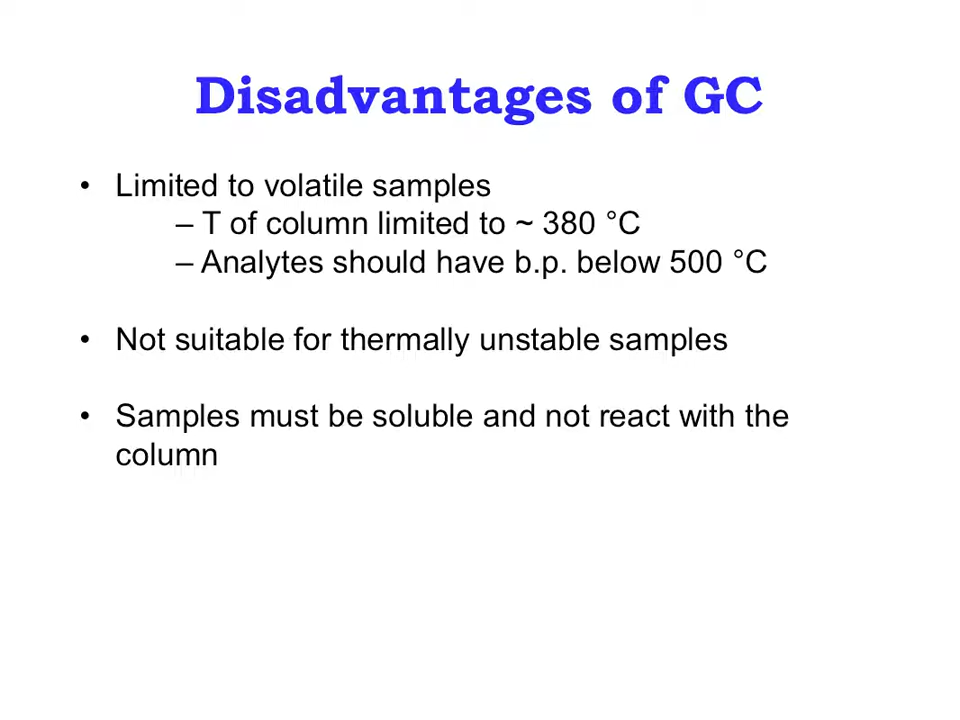 Disadvantages of GC
• Limited to volatile samples
– T of column limited to ~ 380 °C
– Analytes should have b.p. below 500 °C
• Not suitable for thermally unstable samples
• Samples must be soluble and not react with the
column